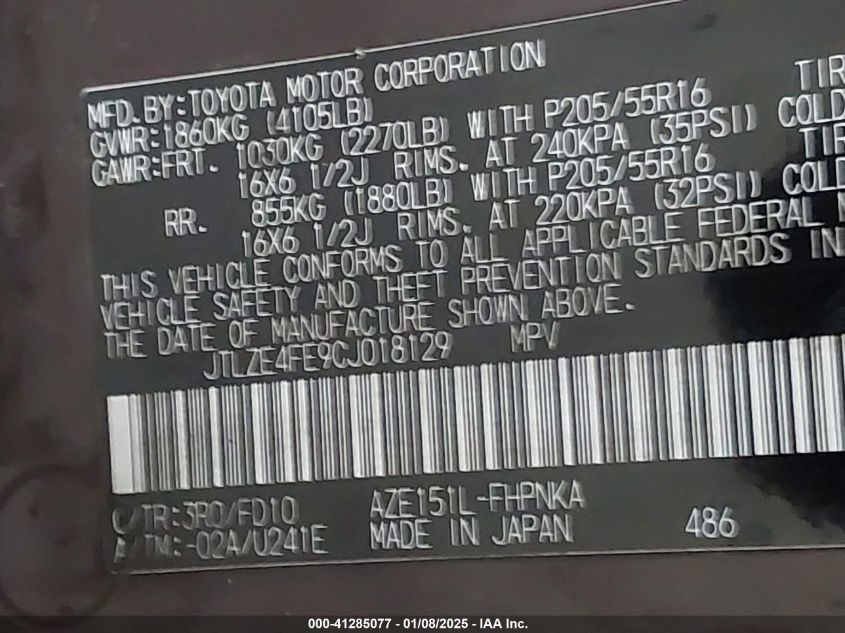 MFD. BY: TOYOTA MOTOR CORPORATION
GVWR: 1860KG (4105LB)
GAWR: FRT. 1030KG (2270LB) WITH P205/55R16 TIR
16X6 1/2J RIMS. AT 240KPA (35PSI) COLD
RR. 855KG (1880LB) WITH P205/55R16 TIR
16X6 1/2J RIMS. AT 220KPA (32PSI) COLD
THIS VEHICLE CONFORMS TO ALL APPLICABLE FEDERAL M
VEHICLE SAFETY AND THEFT PREVENTION STANDARDS IN
THE DATE OF MANUFACTURE SHOWN ABOVE.
JTLZE4FE9CJ018129 MPV
C/TR: 3R0/FD10 AZE151L-FHPNKA
A/TM: -02A/U241E MADE IN JAPAN 486
000-41285077 - 01/08/2025 - IAA Inc.